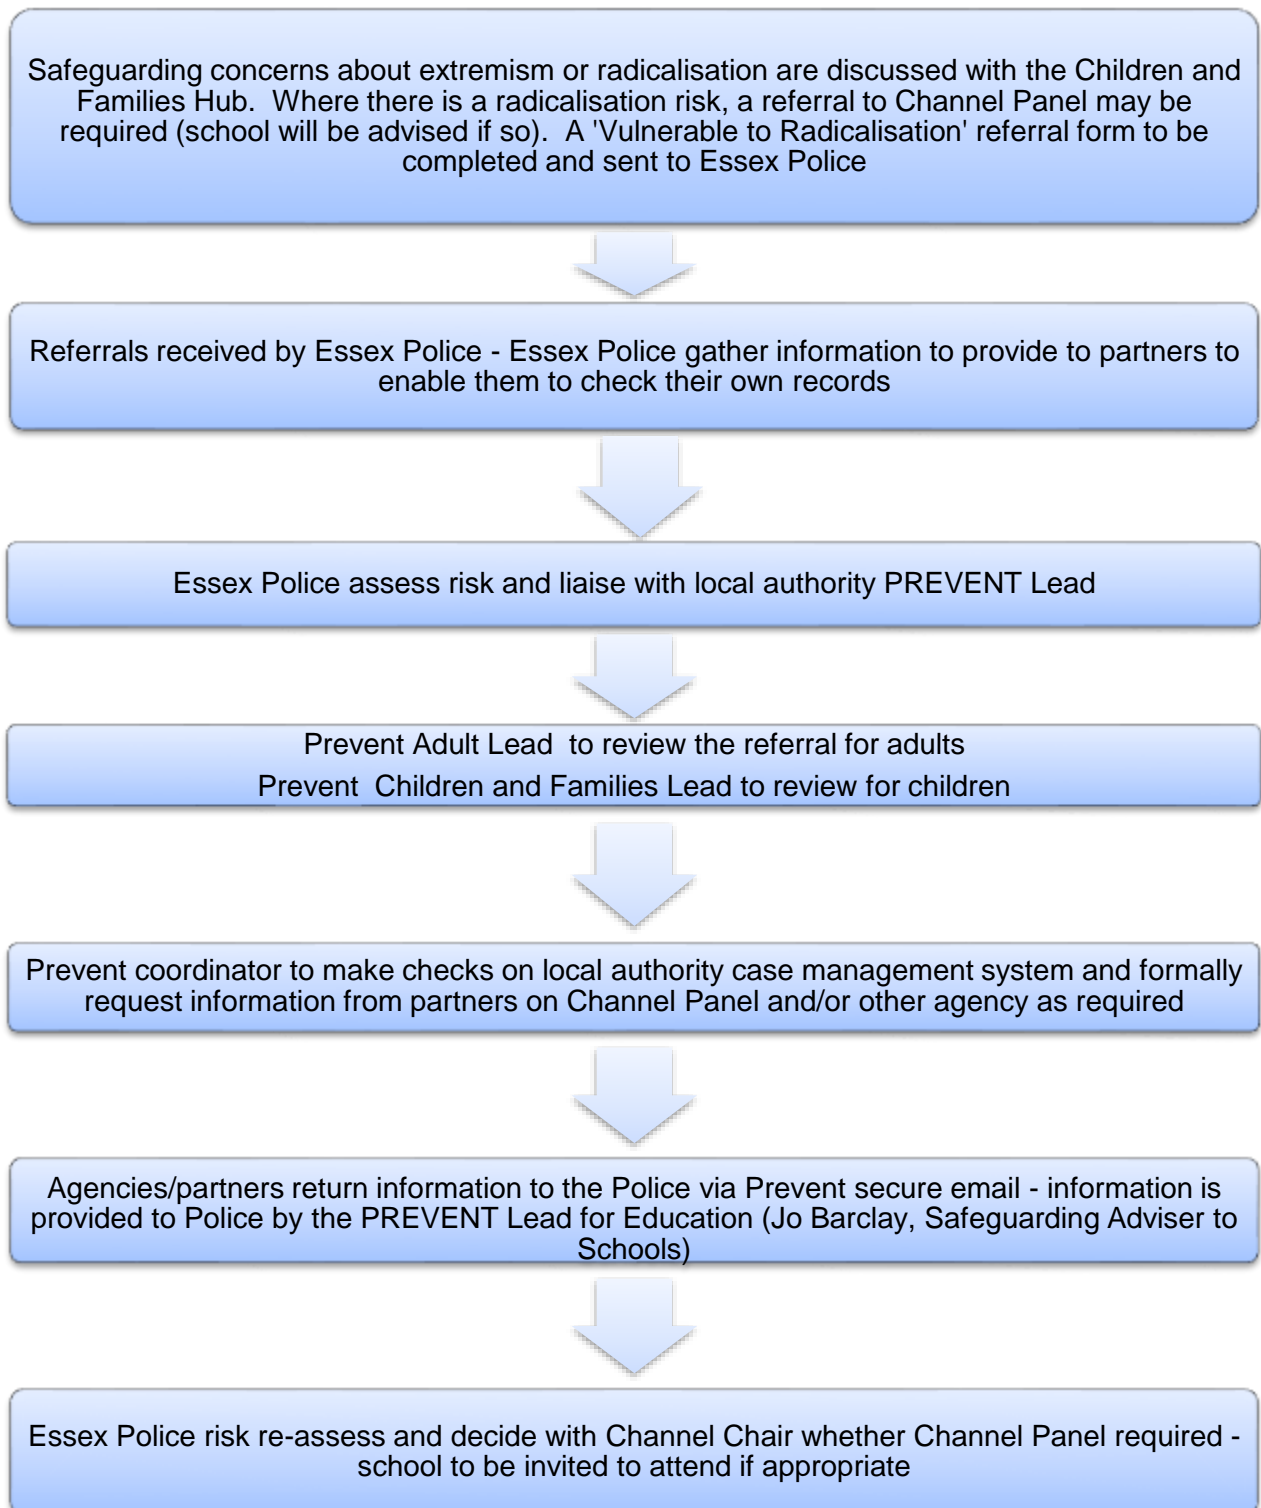 Safeguarding concerns about extremism or radicalisation are discussed with the Children and
Families Hub.  Where there is a radicalisation risk, a referral to Channel Panel may be
required (school will be advised if so).  A 'Vulnerable to Radicalisation' referral form to be
completed and sent to Essex Police
Referrals received by Essex Police - Essex Police gather information to provide to partners to
enable them to check their own records
Essex Police assess risk and liaise with local authority PREVENT Lead
Prevent Adult Lead  to review the referral for adults
Prevent  Children and Families Lead to review for children
Prevent coordinator to make checks on local authority case management system and formally
request information from partners on Channel Panel and/or other agency as required
Agencies/partners return information to the Police via Prevent secure email - information is
provided to Police by the PREVENT Lead for Education (Jo Barclay, Safeguarding Adviser to
Schools)
Essex Police risk re-assess and decide with Channel Chair whether Channel Panel required -
school to be invited to attend if appropriate